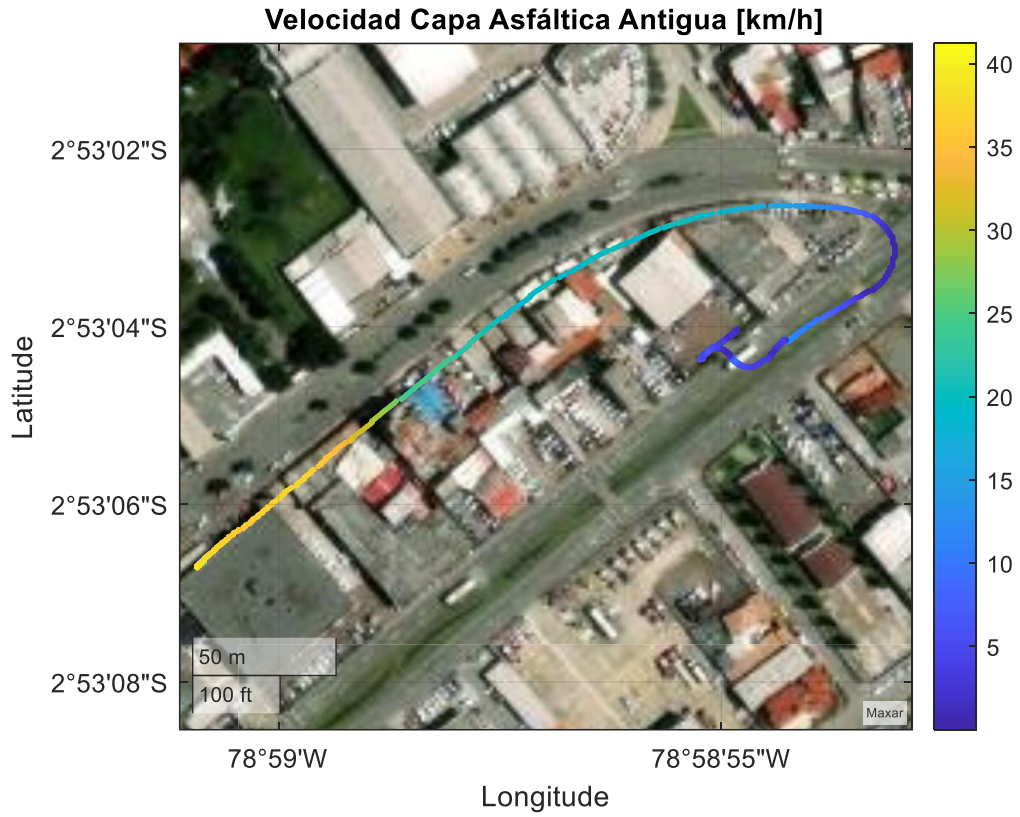 Velocidad Capa Asfáltica Antigua [km/h]
40
35
30
25
20
15
10
5
2°53'02"S
2°53'04"S
2°53'06"S
2°53'08"S
Latitude
50 m
100 ft
Maxar
78°59'W
78°58'55"W
Longitude